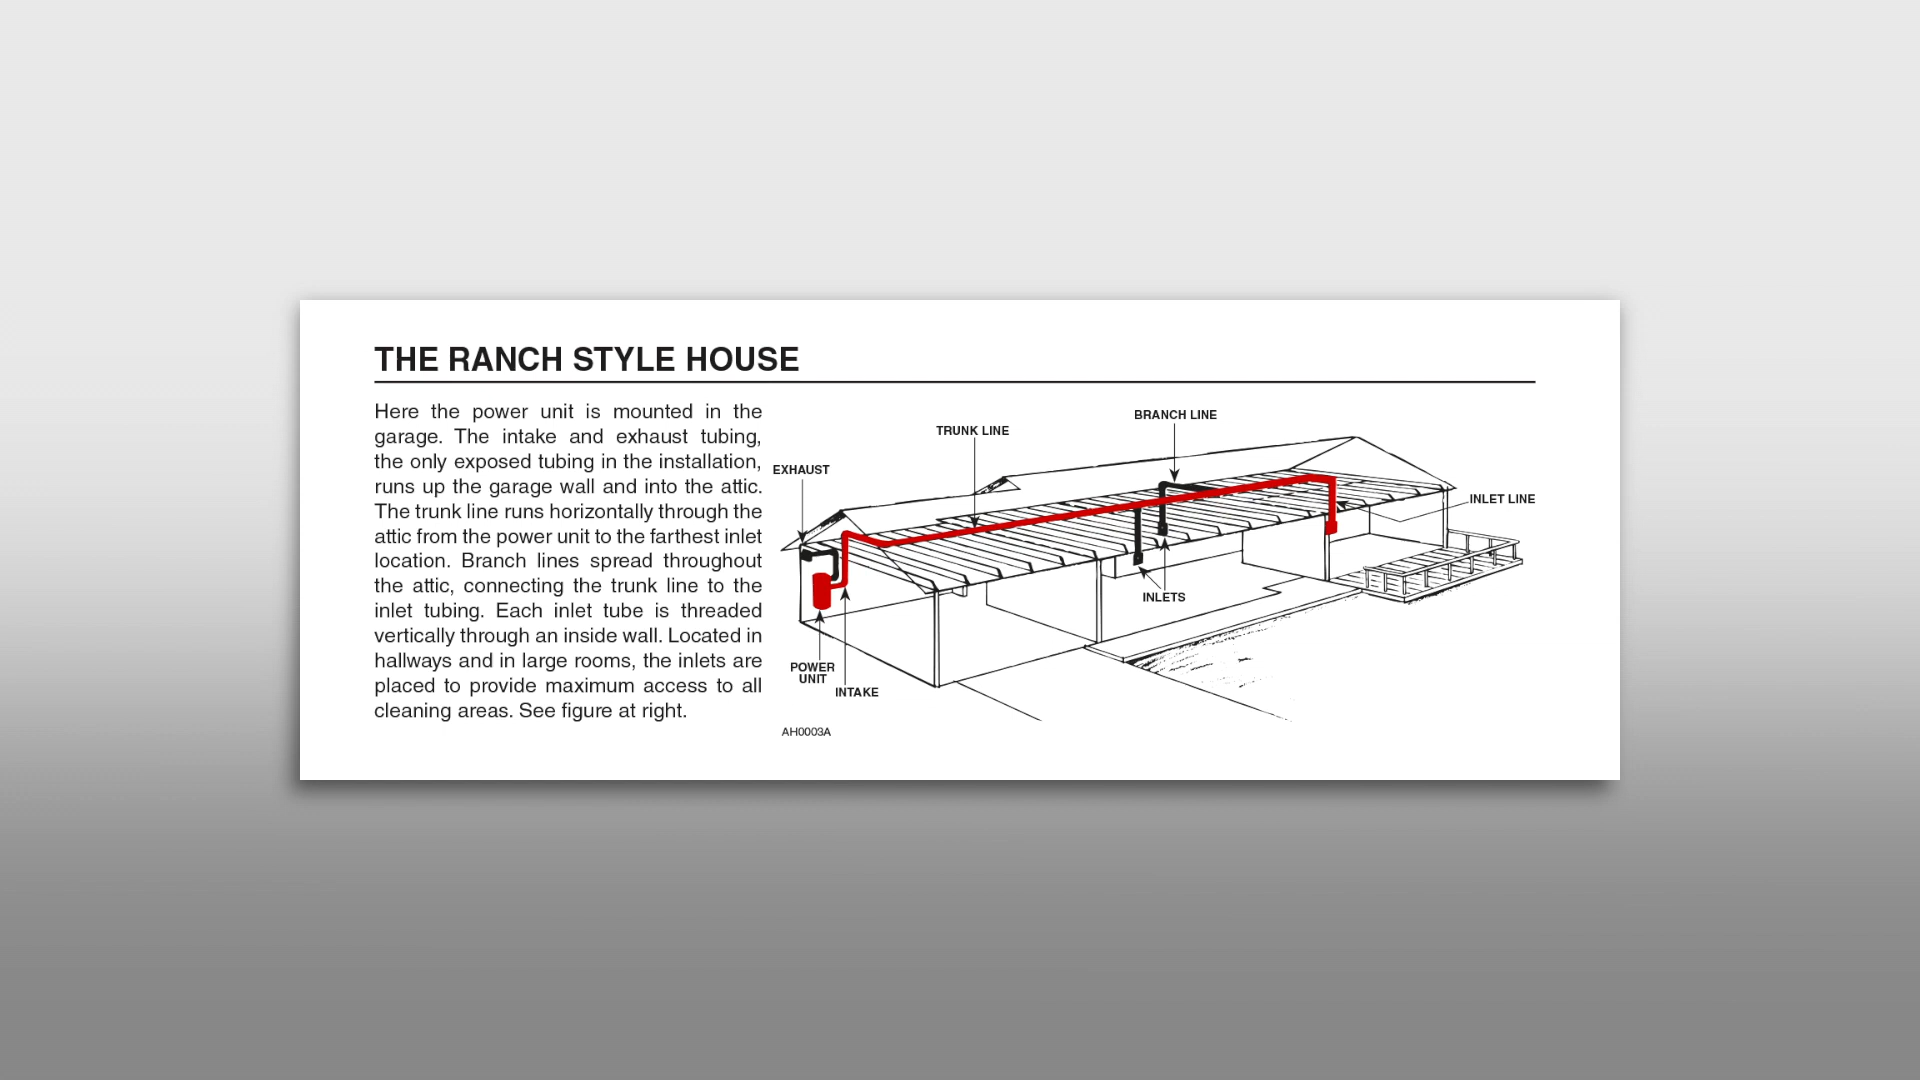 THE RANCH STYLE HOUSE
Here the power unit is mounted in the
garage. The intake and exhaust tubing,
the only exposed tubing in the installation,
runs up the garage wall and into the attic.
The trunk line runs horizontally through the
attic from the power unit to the farthest inlet
location. Branch lines spread throughout
the attic, connecting the trunk line to the
inlet tubing. Each inlet tube is threaded
vertically through an inside wall. Located in
hallways and in large rooms, the inlets are
placed to provide maximum access to all
cleaning areas. See figure at right.
BRANCH LINE
TRUNK LINE
EXHAUST
INLET LINE
INLETS
POWER
UNIT
INTAKE
AH0003A